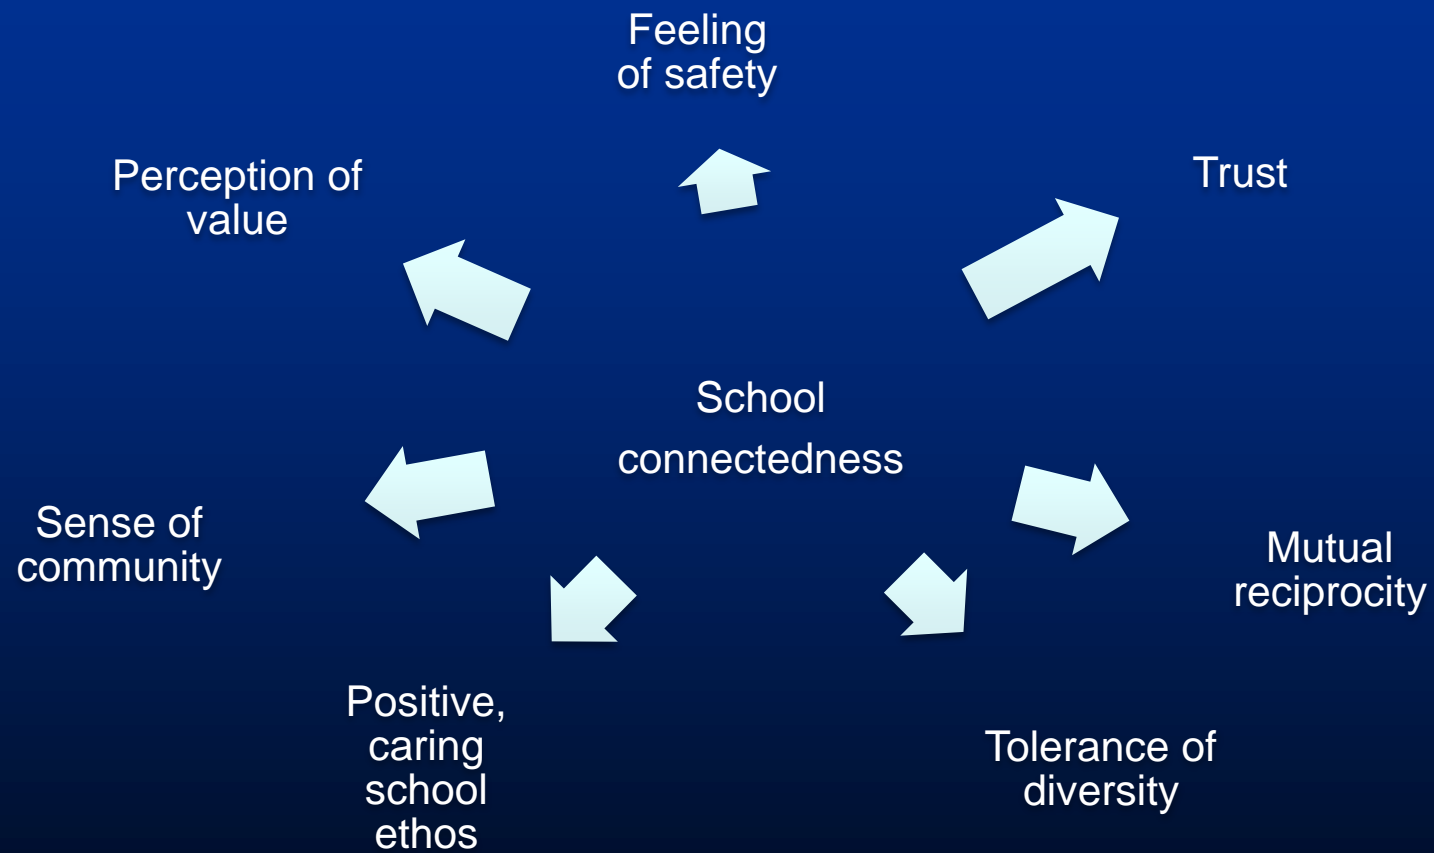 Feeling
of safety
Trust
Perception of
value
School
connectedness
Sense of
community
Mutual
reciprocity
Positive,
caring
school
ethos
Tolerance of
diversity